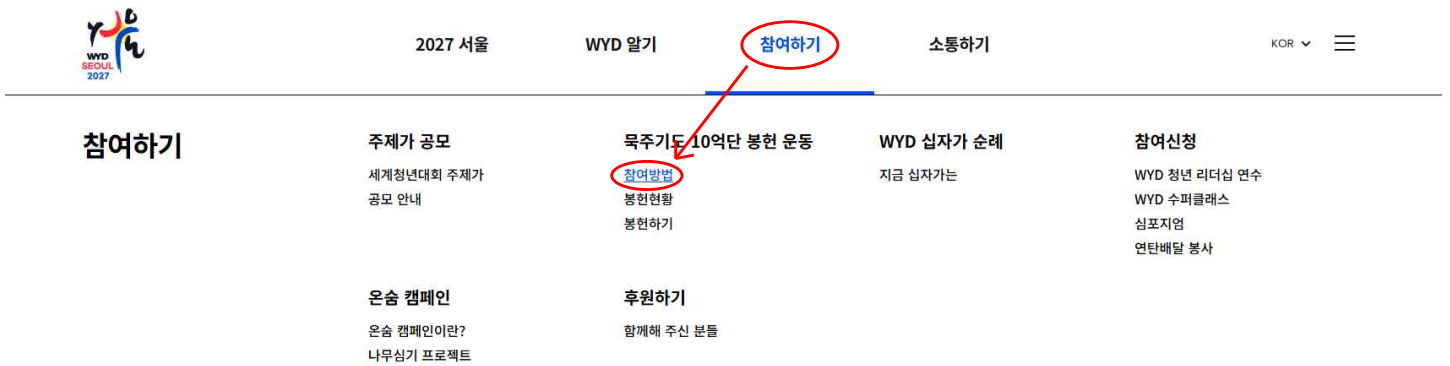 WYD
SEOUL
2027
2027 서울
WYD 알기
참여하기
소통하기
KOR
참여하기
주제가 공모
세계청년대회 주제가
공모 안내
묵주기도 10억단 봉헌 운동
참여방법
봉헌현황
봉헌하기
WYD 십자가 순례
지금 십자가는
참여신청
WYD 청년 리더십 연수
WYD 수퍼클래스
심포지엄
연탄배달 봉사
온숨 캠페인
온숨 캠페인이란?
나무심기 프로젝트
후원하기
함께해 주신 분들